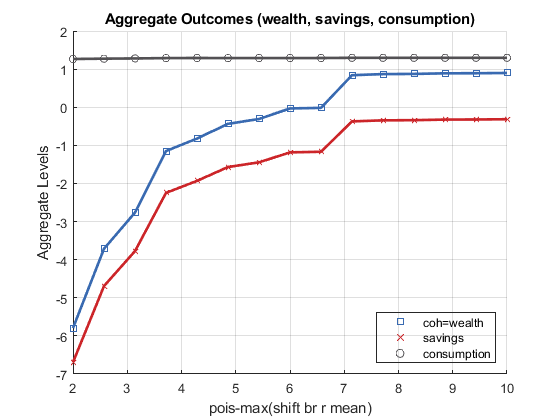 Aggregate Outcomes (wealth, savings, consumption)
2
1
0
-1
-2
-3
-4
-5
-6
-7
Aggregate Levels
coh=wealth
savings
consumption
2 3 4 5 6 7 8 9 10
pois-max(shift br r mean)